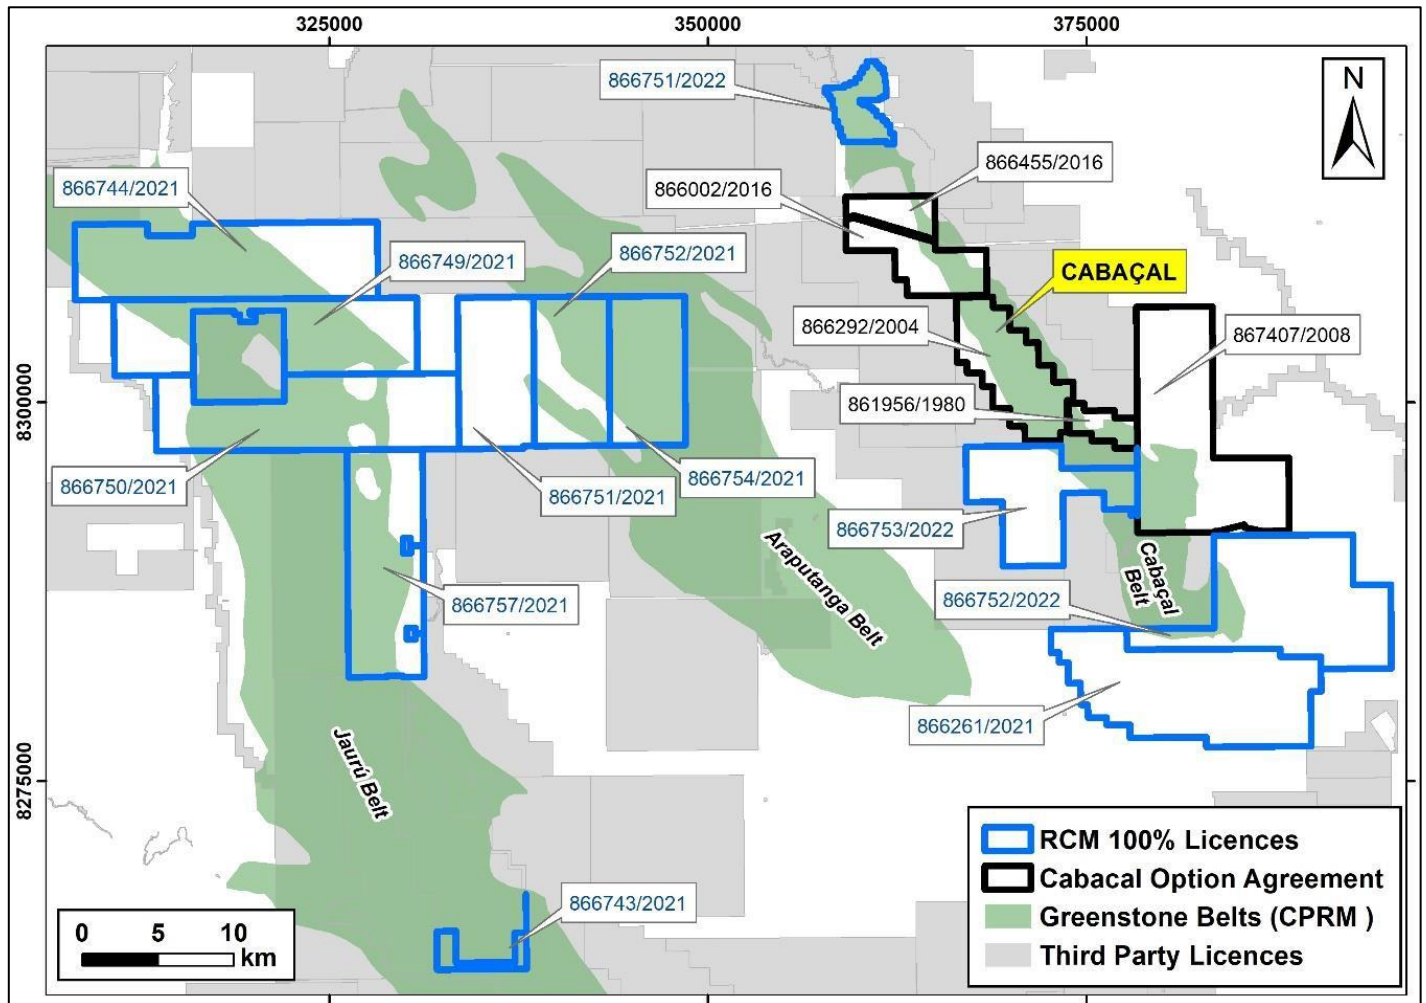 325000
350000
375000
866751/2022
N
866455/2016
866744/2021
866002/2016
866752/2021
866749/2021
CABAÇAL
866292/2004
867407/2008
8300000
861956/1980
866750/2021
866754/2021
866751/2021
866753/2022
Araputanga Belt
Cabaçal
Belt
866757/2021
866752/2022
866261/2021
Jaurú Belt
8275000
RCM 100% Licences
Cabacal Option Agreement
Greenstone Belts (CPRM )
Third Party Licences
866743/2021
0 5 10
km